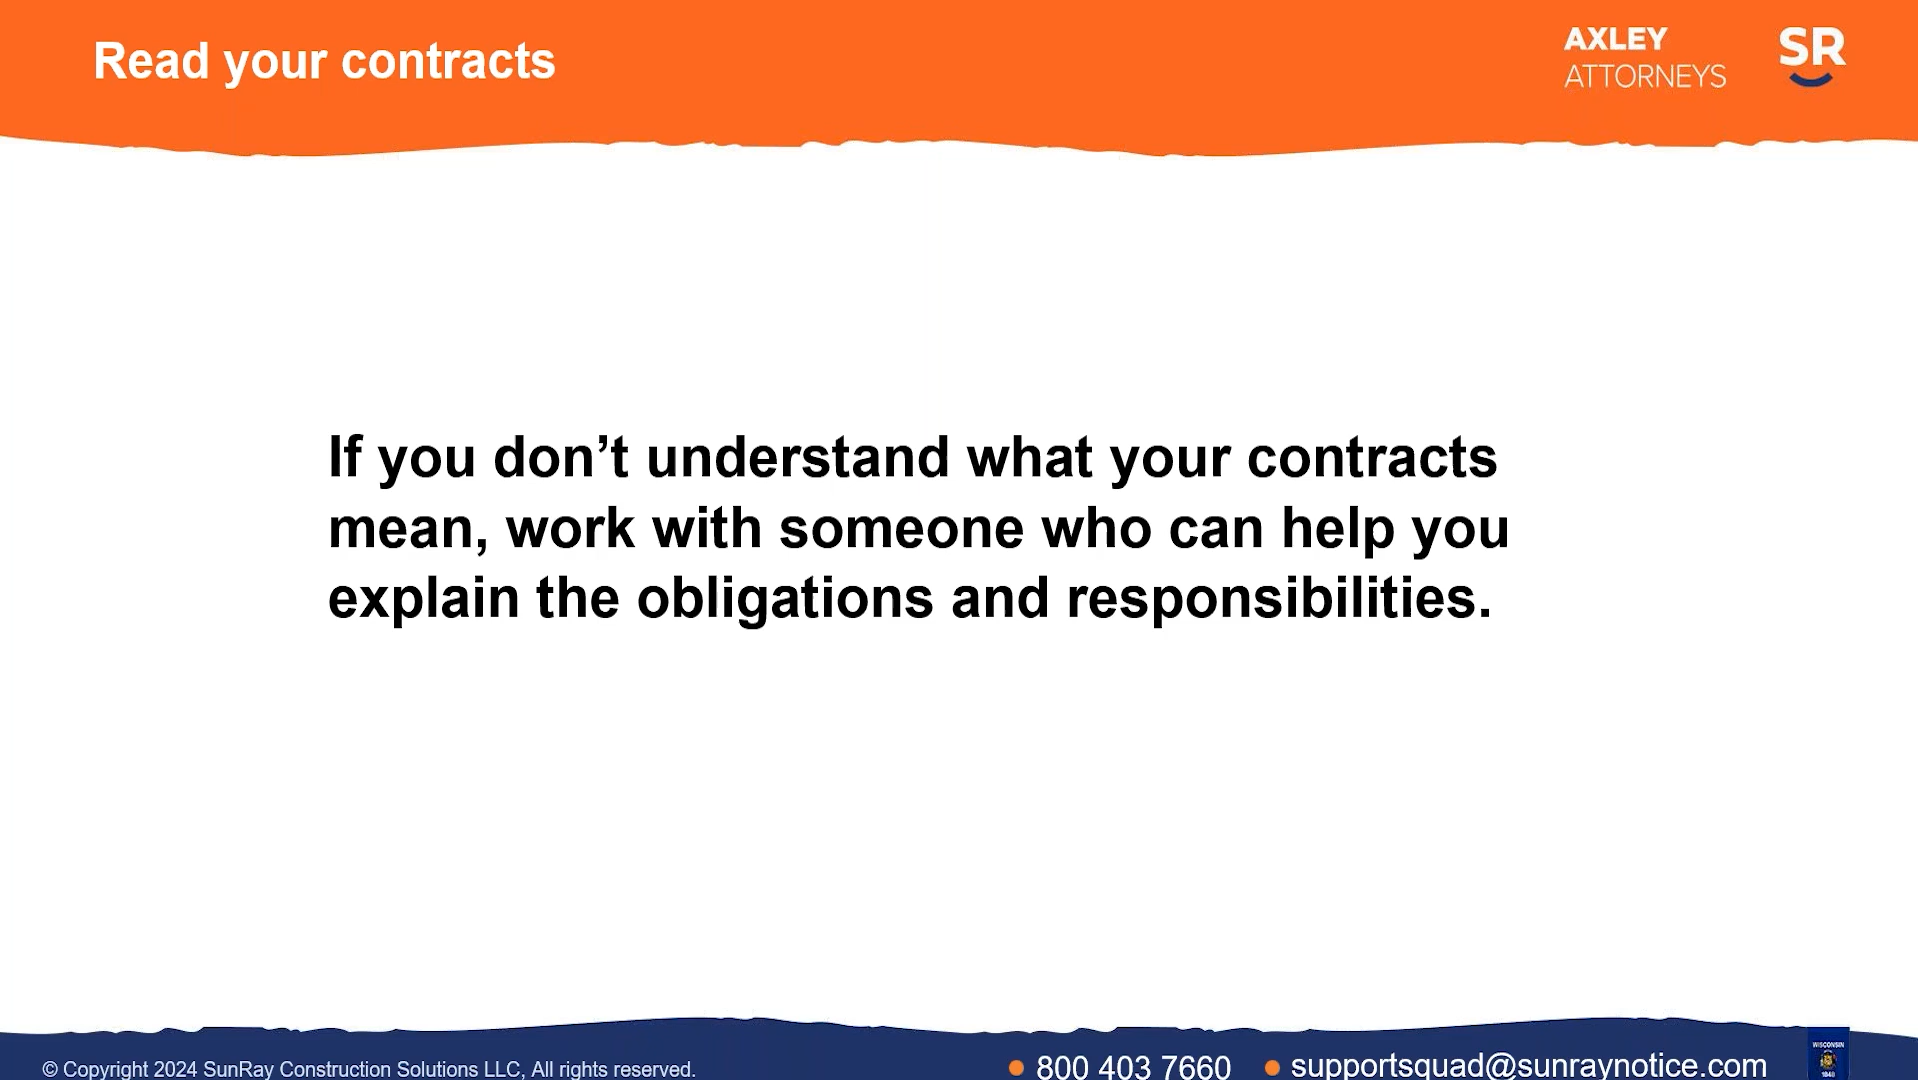 Read your contracts
AXLEY
ATTORNEYS
SR
If you don’t understand what your contracts
mean, work with someone who can help you
explain the obligations and responsibilities.
© Copyright 2024 SunRay Construction Solutions LLC, All rights reserved.
800 403 7660
supportsquad@sunraynotice.com
WISCONSIN
1848